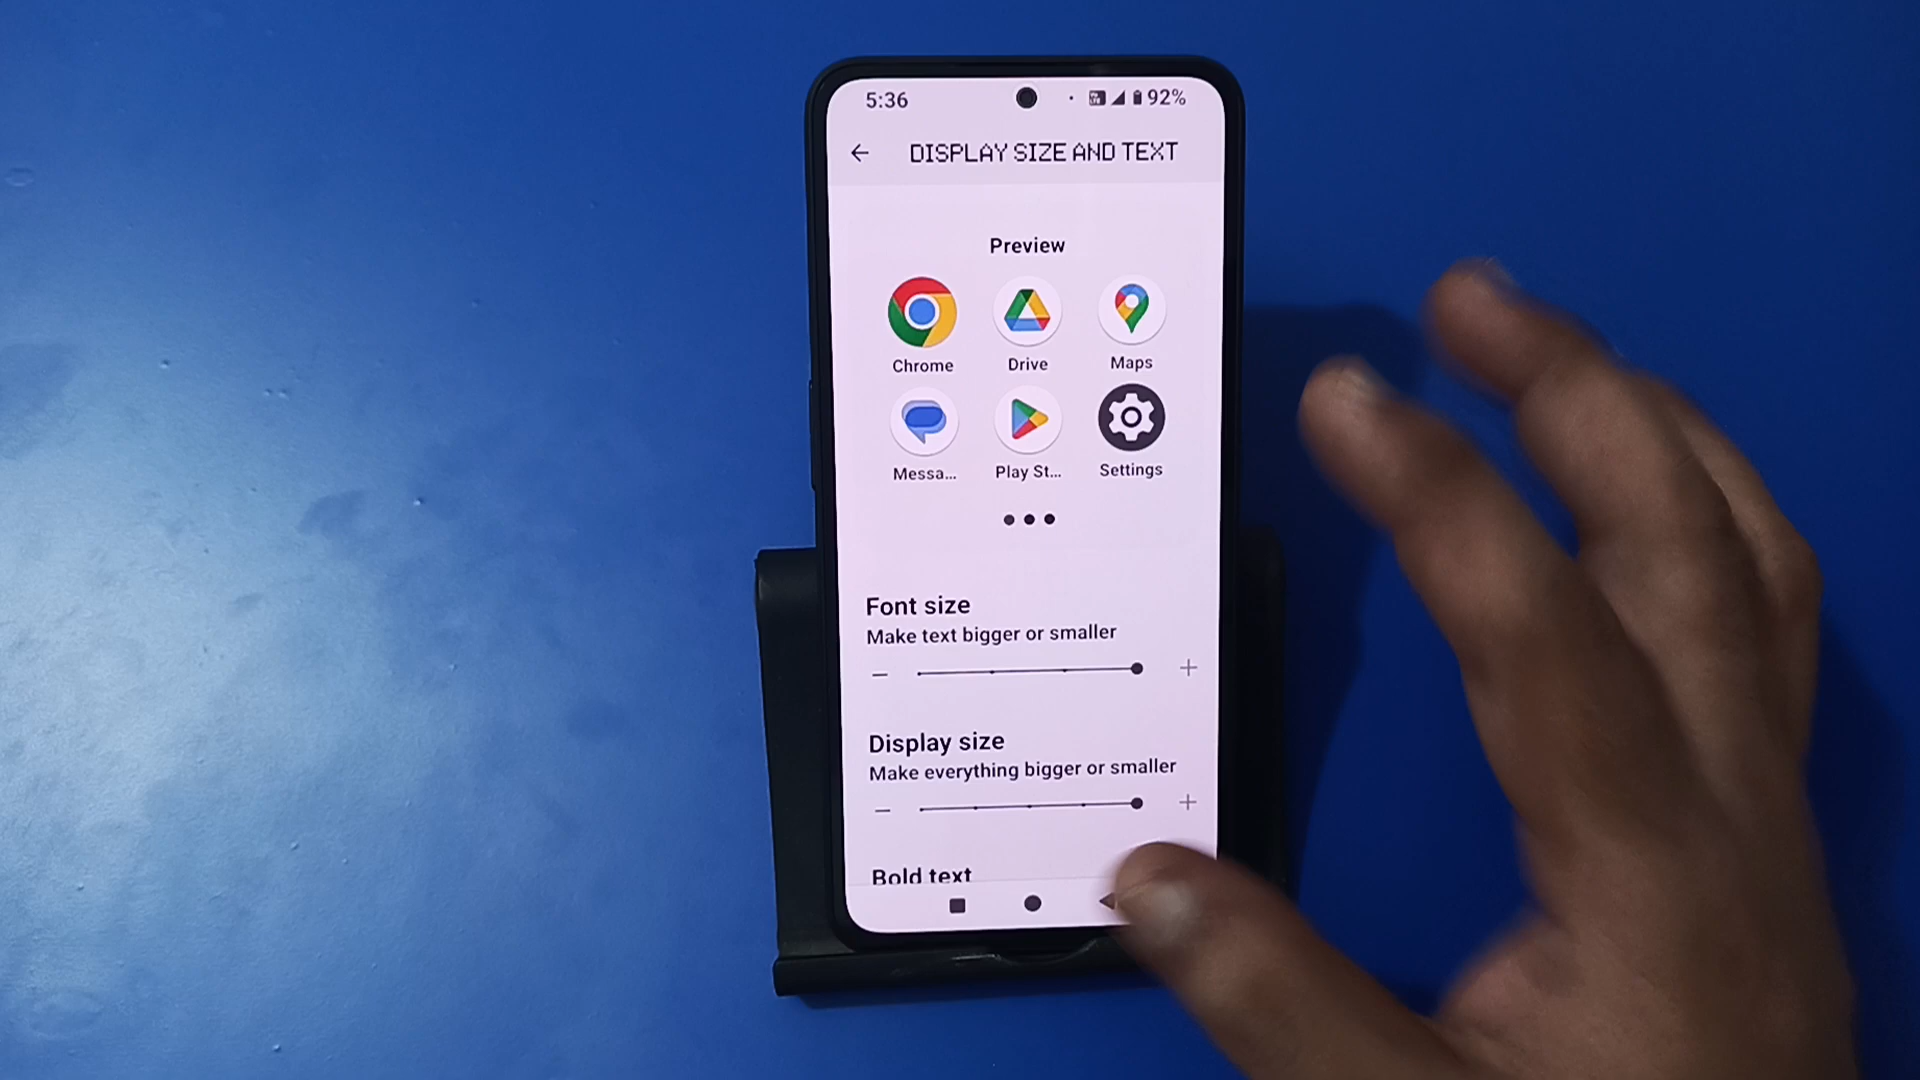 5:36
92%
DISPLAY SIZE AND TEXT
Preview
Chrome Drive Maps
Messa... Play St... Settings
Font size
Make text bigger or smaller
Display size
Make everything bigger or smaller
Bold text